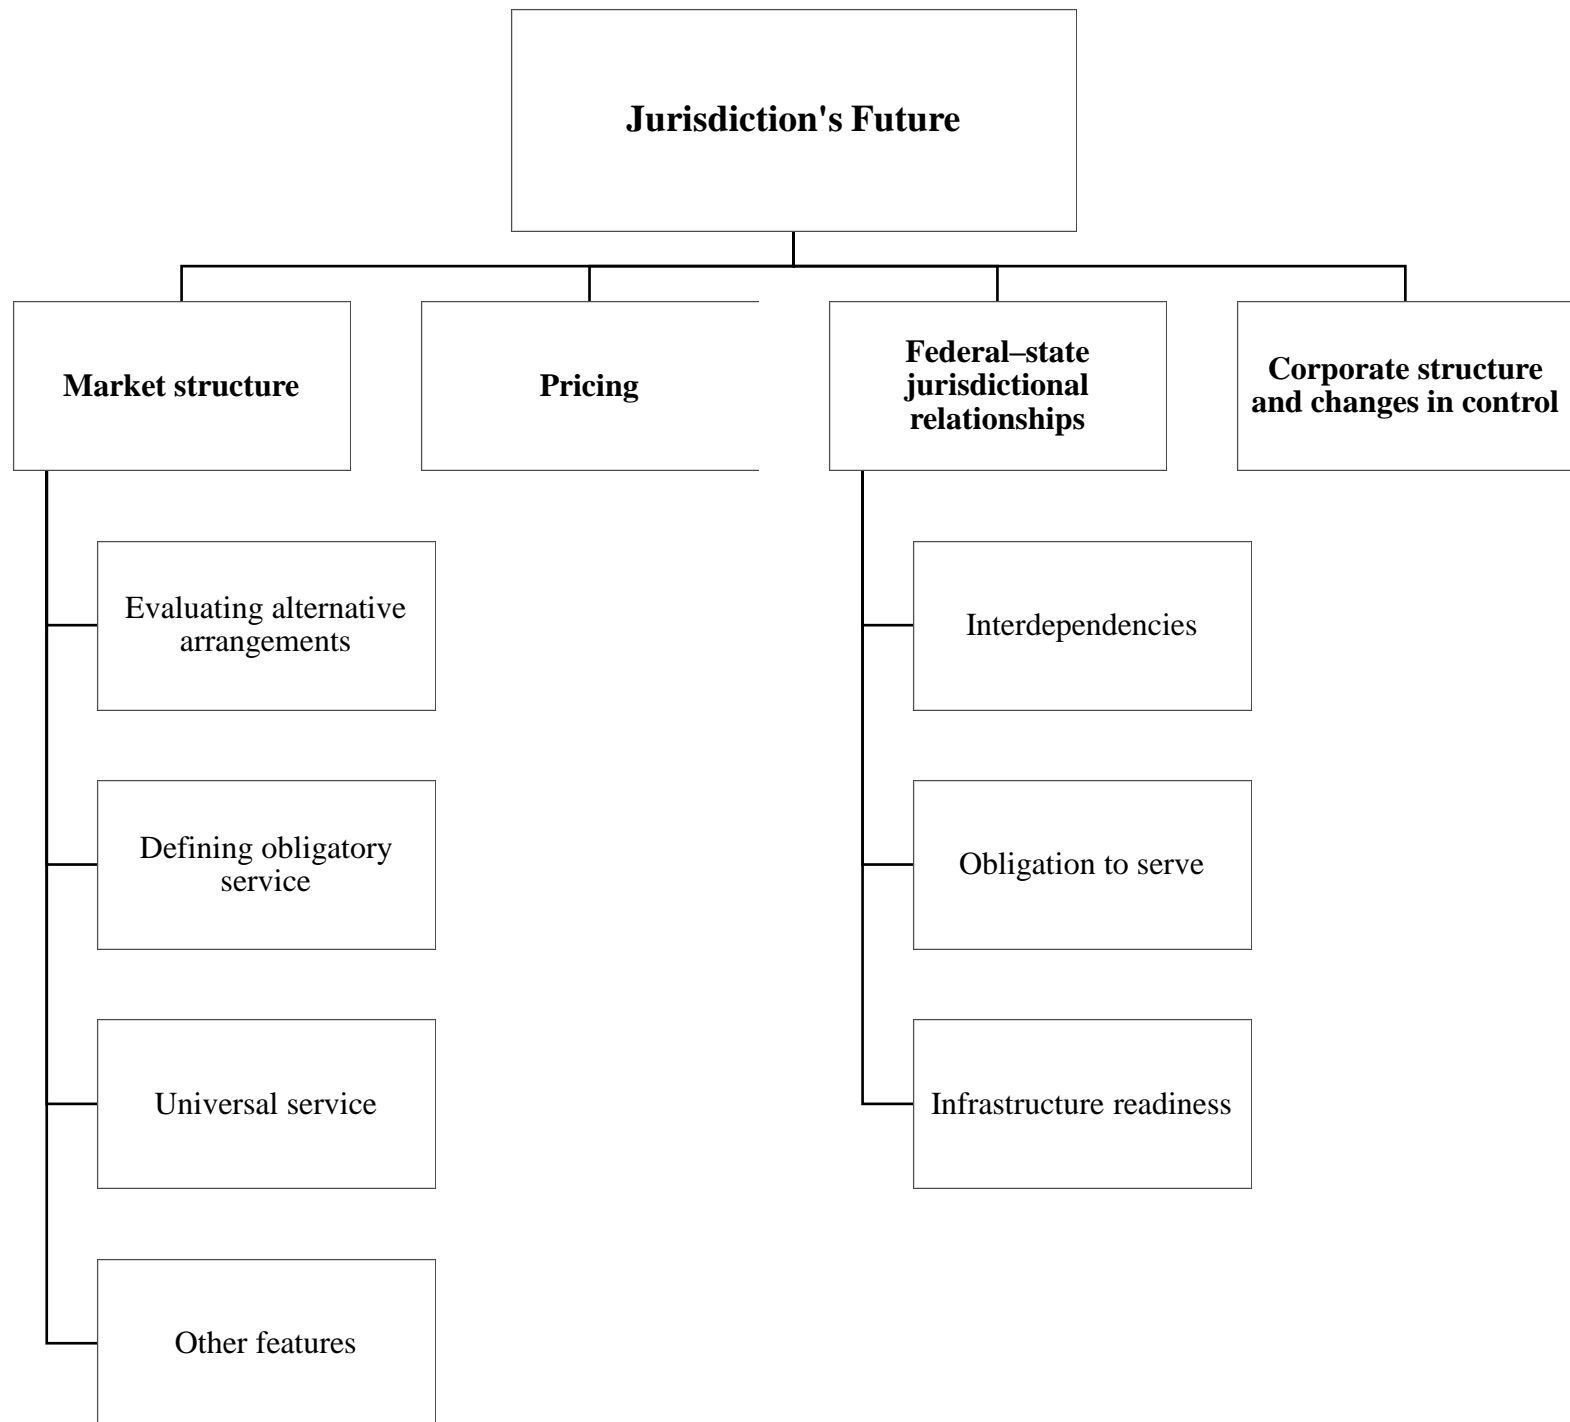 Jurisdiction's Future
Market structure
Pricing
Federal–state
jurisdictional
relationships
Corporate structure
and changes in control
Evaluating alternative
arrangements
Defining obligatory
service
Universal service
Other features
Interdependencies
Obligation to serve
Infrastructure readiness